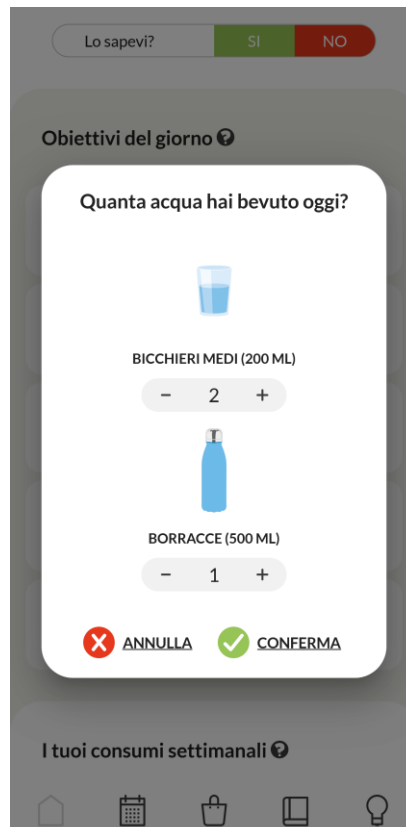 Lo sapevi? SI NO
Obiettivi del giorno ?
Quanta acqua hai bevuto oggi?
BICCHIERI MEDI (200 ML)
- 2 +
BORRACCE (500 ML)
- 1 +
ANNULLA CONFERMA
I tuoi consumi settimanali ?